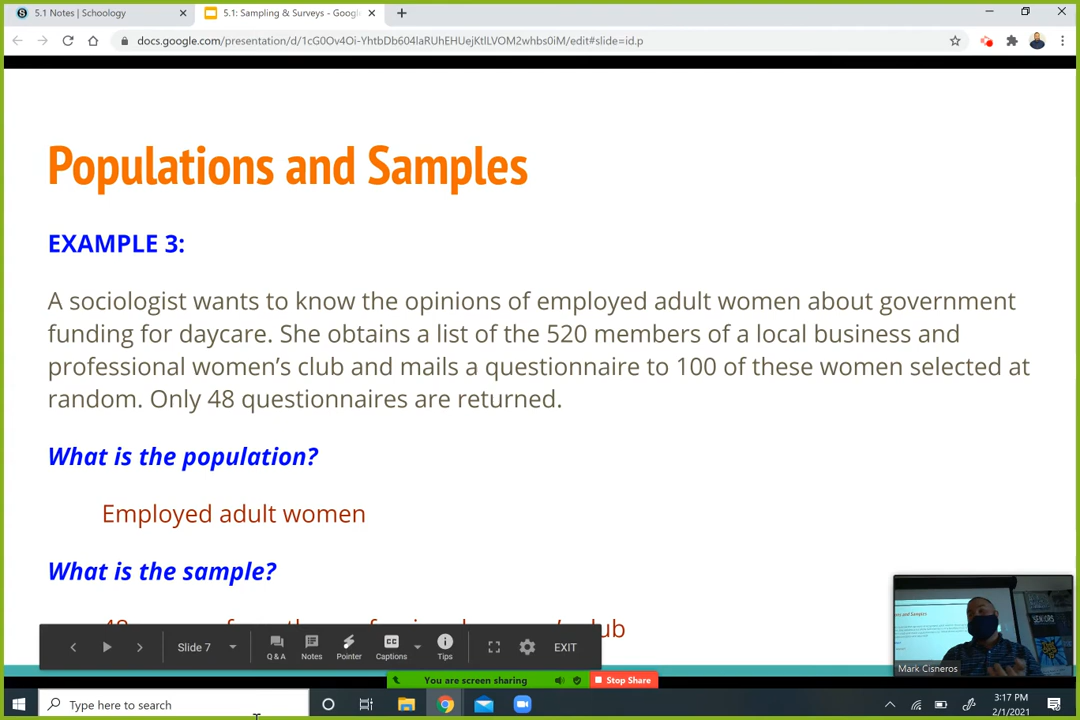 5.1 Notes | Schoology
5.1: Sampling & Surveys - Googl
docs.google.com/presentation/d/1cG0Ov4Oi-YhtbDb604laRUhEHUejKtlLVOM2whbs0iM/edit#slide=id.p
Populations and Samples
EXAMPLE 3:
A sociologist wants to know the opinions of employed adult women about government
funding for daycare. She obtains a list of the 520 members of a local business and
professional women's club and mails a questionnaire to 100 of these women selected at
random. Only 48 questionnaires are returned.
What is the population?
Employed adult women
What is the sample?
48
Slide 7
Q & A
Notes
Pointer
Captions
Tips
EXIT
Mark Cisneros
You are screen sharing
Stop Share
Type here to search
3:17 PM
2/1/2021